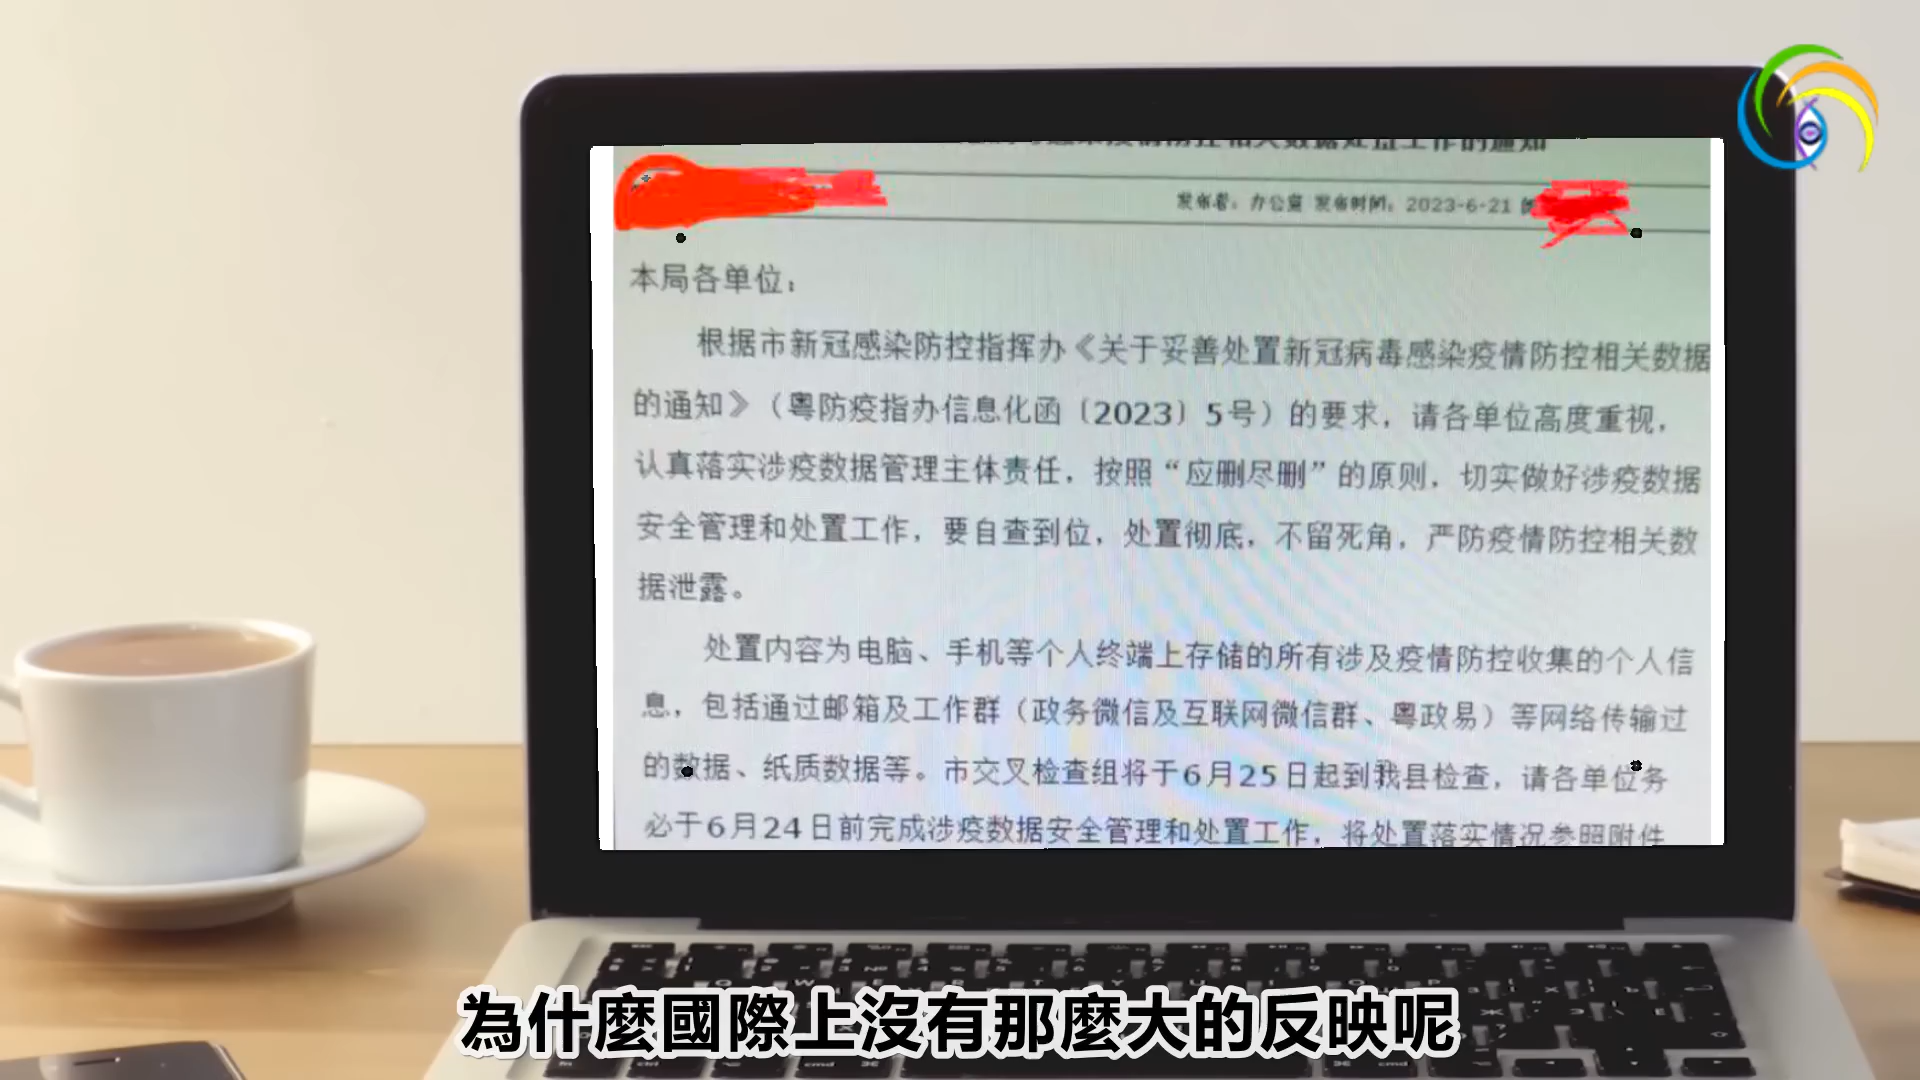 疫情防控相关数据处置工作的通知
发布者：办公室 发布时间：2023-6-21
本局各单位：
根据市新冠感染防控指挥办《关于妥善处置新冠病毒感染疫情防控相关数据
的通知》（粤防疫指办信息化函〔2023〕5号）的要求，请各单位高度重视，
认真落实涉疫数据管理主体责任，按照“应删尽删”的原则，切实做好涉疫数据
安全管理和处置工作，要自查到位，处置彻底，不留死角，严防疫情防控相关数
据泄露。
处置内容为电脑、手机等个人终端上存储的所有涉及疫情防控收集的个人信
息，包括通过邮箱及工作群（政务微信及互联网微信群、粤政易）等网络传输过
的数据、纸质数据等。市交叉检查组将于6月25日起到我县检查，请各单位务
必于6月24日前完成涉疫数据安全管理和处置工作，将处置落实情况参照附件
為什麼國際上沒有那麼大的反映呢